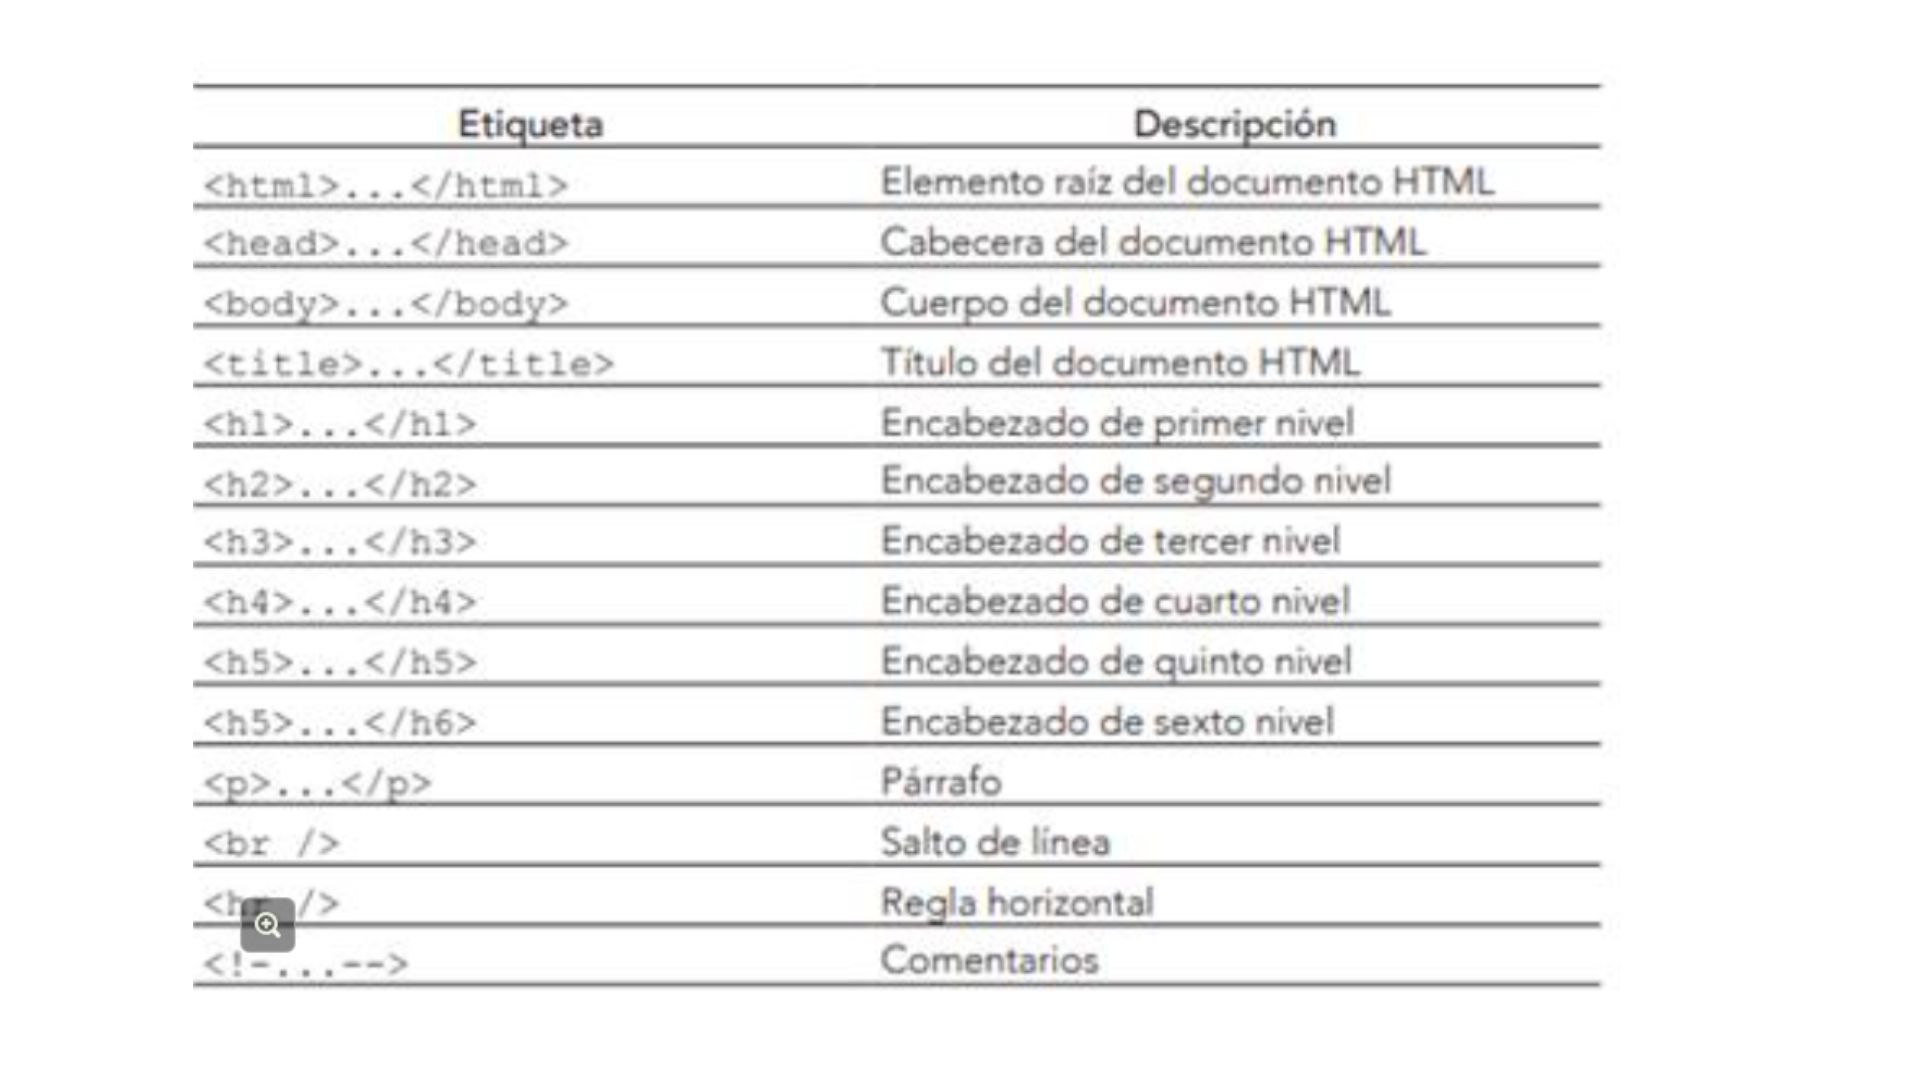 Etiqueta Descripción
<html>...</html> Elemento raíz del documento HTML
<head>...</head> Cabecera del documento HTML
<body>...</body> Cuerpo del documento HTML
<title>...</title> Título del documento HTML
<h1>...</h1> Encabezado de primer nivel
<h2>...</h2> Encabezado de segundo nivel
<h3>...</h3> Encabezado de tercer nivel
<h4>...</h4> Encabezado de cuarto nivel
<h5>...</h5> Encabezado de quinto nivel
<h5>...</h6> Encabezado de sexto nivel
<p>...</p> Párrafo
<br /> Salto de línea
<hr /> Regla horizontal
<!-...--> Comentarios